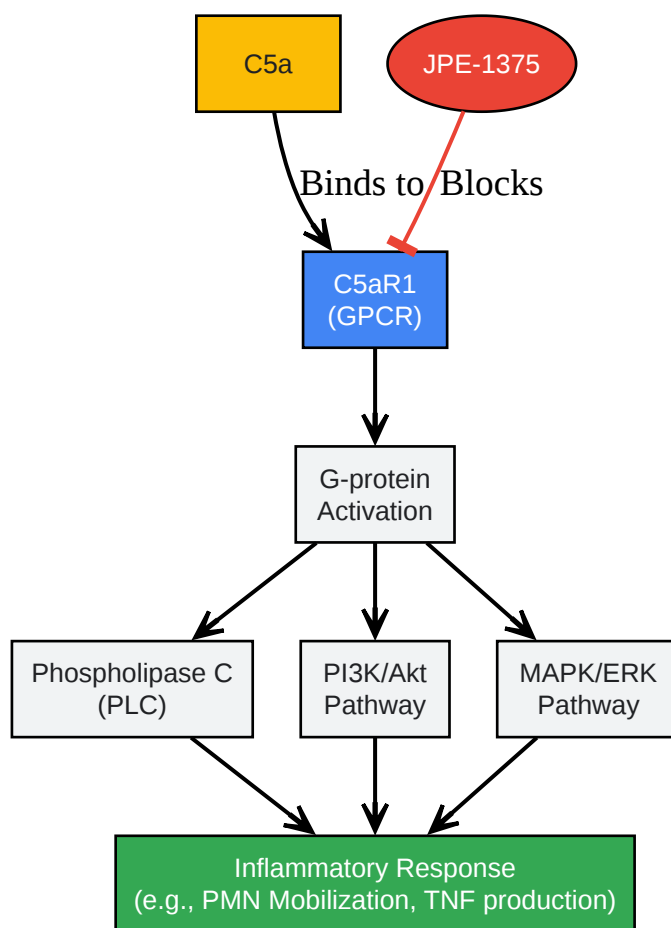 C5a
JPE-1375
Binds to
Blocks
C5aR1
(GPCR)
G-protein
Activation
Phospholipase C
(PLC)
PI3K/Akt
Pathway
MAPK/ERK
Pathway
Inflammatory Response
(e.g., PMN Mobilization, TNF production)